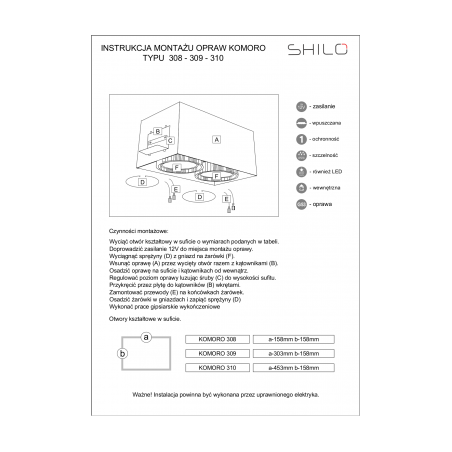 INSTRUKCJA MONTAŻU OPRAW KOMORO
TYPU 308 - 309 - 310
SHILO
B
C
A
F
F
D
E
D
E
12V - zasilanie
- wpuszczana
1 - ochronność
- szczelność
- również LED
- wewnętrzna
- oprawa
Czynności montażowe:
Wyciąć otwór kształtowy w suficie o wymiarach podanych w tabeli.
Doprowadzić zasilanie 12V do miejsca montażu oprawy.
Wyciągnąć sprężyny (D) z gniazd na żarówki (F).
Wsunąć oprawę (A) przez wycięty otwór razem z kątownikami (B).
Osadzić oprawę na suficie i kątownikach od wewnątrz.
Regulować poziom oprawy luzując śruby (C) do wysokości sufitu.
Przykręcić przez płytę do kątowników (B) wkrętami.
Zamontować przewody (E) na końcówkach żarówek.
Osadzić żarówki w gniazdach i zapiąć sprężyny (D)
Wykonać prace gipsiarskie wykończeniowe
Otwory kształtowe w suficie.
a
b
KOMORO 308 a-158mm b-158mm
KOMORO 309 a-303mm b-158mm
KOMORO 310 a-453mm b-158mm
Ważne! Instalacja powinna być wykonana przez uprawnionego elektryka.